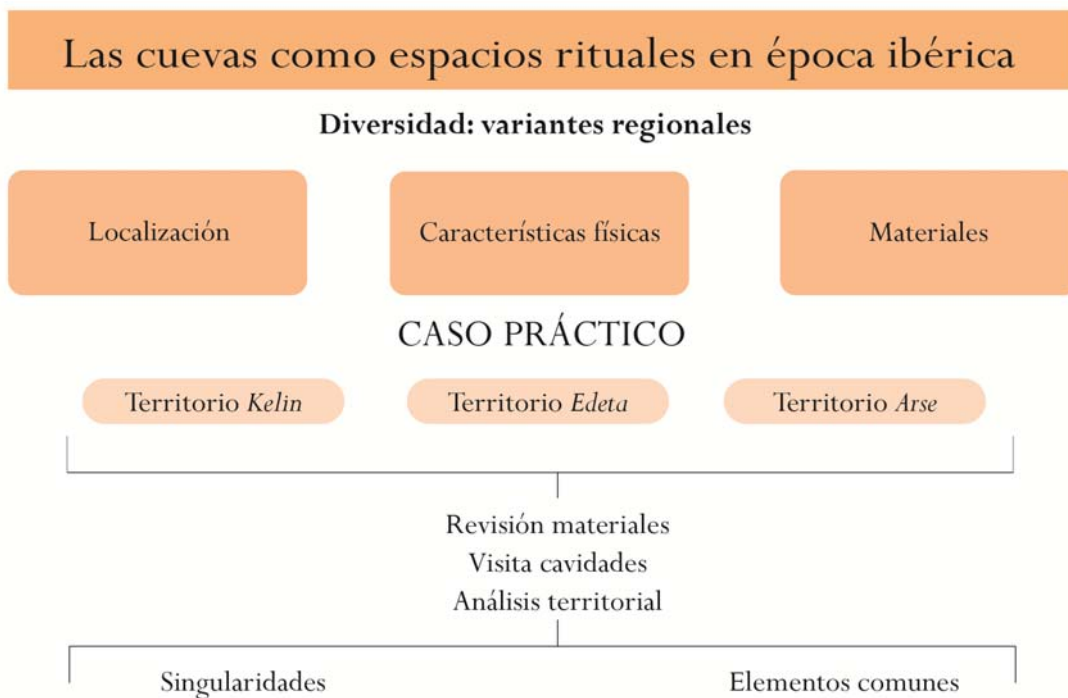 Las cuevas como espacios rituales en época ibérica
Diversidad: variantes regionales
Localización
Características físicas
Materiales
CASO PRÁCTICO
Territorio Kelin
Territorio Edeta
Territorio Arse
Revisión materiales
Visita cavidades
Análisis territorial
Singularidades
Elementos comunes